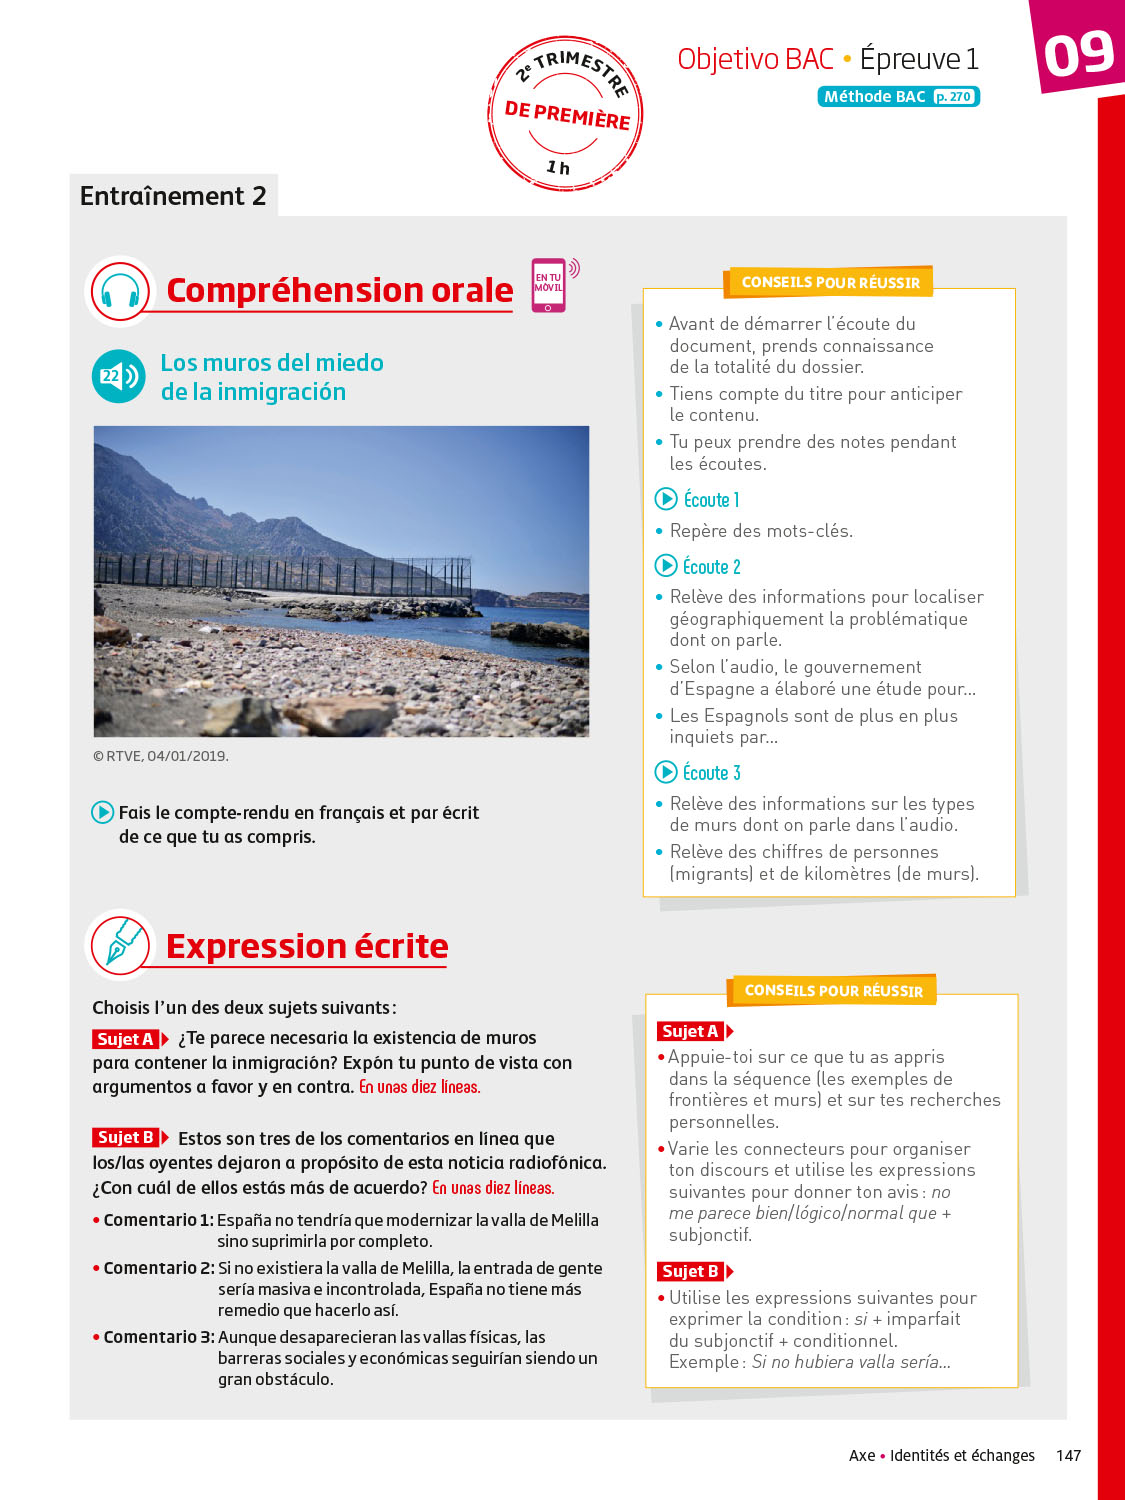 2e TRIMESTRE
DE PREMIÈRE
1 h
Objetivo BAC • Épreuve 1
Méthode BAC p. 270
09
Entraînement 2
Compréhension orale
EN TU
MÓVIL
22
Los muros del miedo
de la inmigración
© RTVE, 04/01/2019.
Fais le compte-rendu en français et par écrit
de ce que tu as compris.
CONSEILS POUR RÉUSSIR
• Avant de démarrer l'écoute du
document, prends connaissance
de la totalité du dossier.
• Tiens compte du titre pour anticiper
le contenu.
• Tu peux prendre des notes pendant
les écoutes.
Écoute 1
• Repère des mots-clés.
Écoute 2
• Relève des informations pour localiser
géographiquement la problématique
dont on parle.
• Selon l'audio, le gouvernement
d'Espagne a élaboré une étude pour...
• Les Espagnols sont de plus en plus
inquiets par...
Écoute 3
• Relève des informations sur les types
de murs dont on parle dans l'audio.
• Relève des chiffres de personnes
(migrants) et de kilomètres (de murs).
Expression écrite
Choisis l'un des deux sujets suivants :
Sujet A ¿Te parece necesaria la existencia de muros
para contener la inmigración? Expón tu punto de vista con
argumentos a favor y en contra. En unas diez líneas.
Sujet B Estos son tres de los comentarios en línea que
los/las oyentes dejaron a propósito de esta noticia radiofónica.
¿Con cuál de ellos estás más de acuerdo? En unas diez líneas.
• Comentario 1: España no tendría que modernizar la valla de Melilla
sino suprimirla por completo.
• Comentario 2: Si no existiera la valla de Melilla, la entrada de gente
sería masiva e incontrolada, España no tiene más
remedio que hacerlo así.
• Comentario 3: Aunque desaparecieran las vallas físicas, las
barreras sociales y económicas seguirían siendo un
gran obstáculo.
CONSEILS POUR RÉUSSIR
Sujet A
• Appuie-toi sur ce que tu as appris
dans la séquence (les exemples de
frontières et murs) et sur tes recherches
personnelles.
• Varie les connecteurs pour organiser
ton discours et utilise les expressions
suivantes pour donner ton avis : no
me parece bien/lógico/normal que +
subjonctif.
Sujet B
• Utilise les expressions suivantes pour
exprimer la condition : si + imparfait
du subjonctif + conditionnel.
Exemple : Si no hubiera valla sería...
Axe • Identités et échanges 147